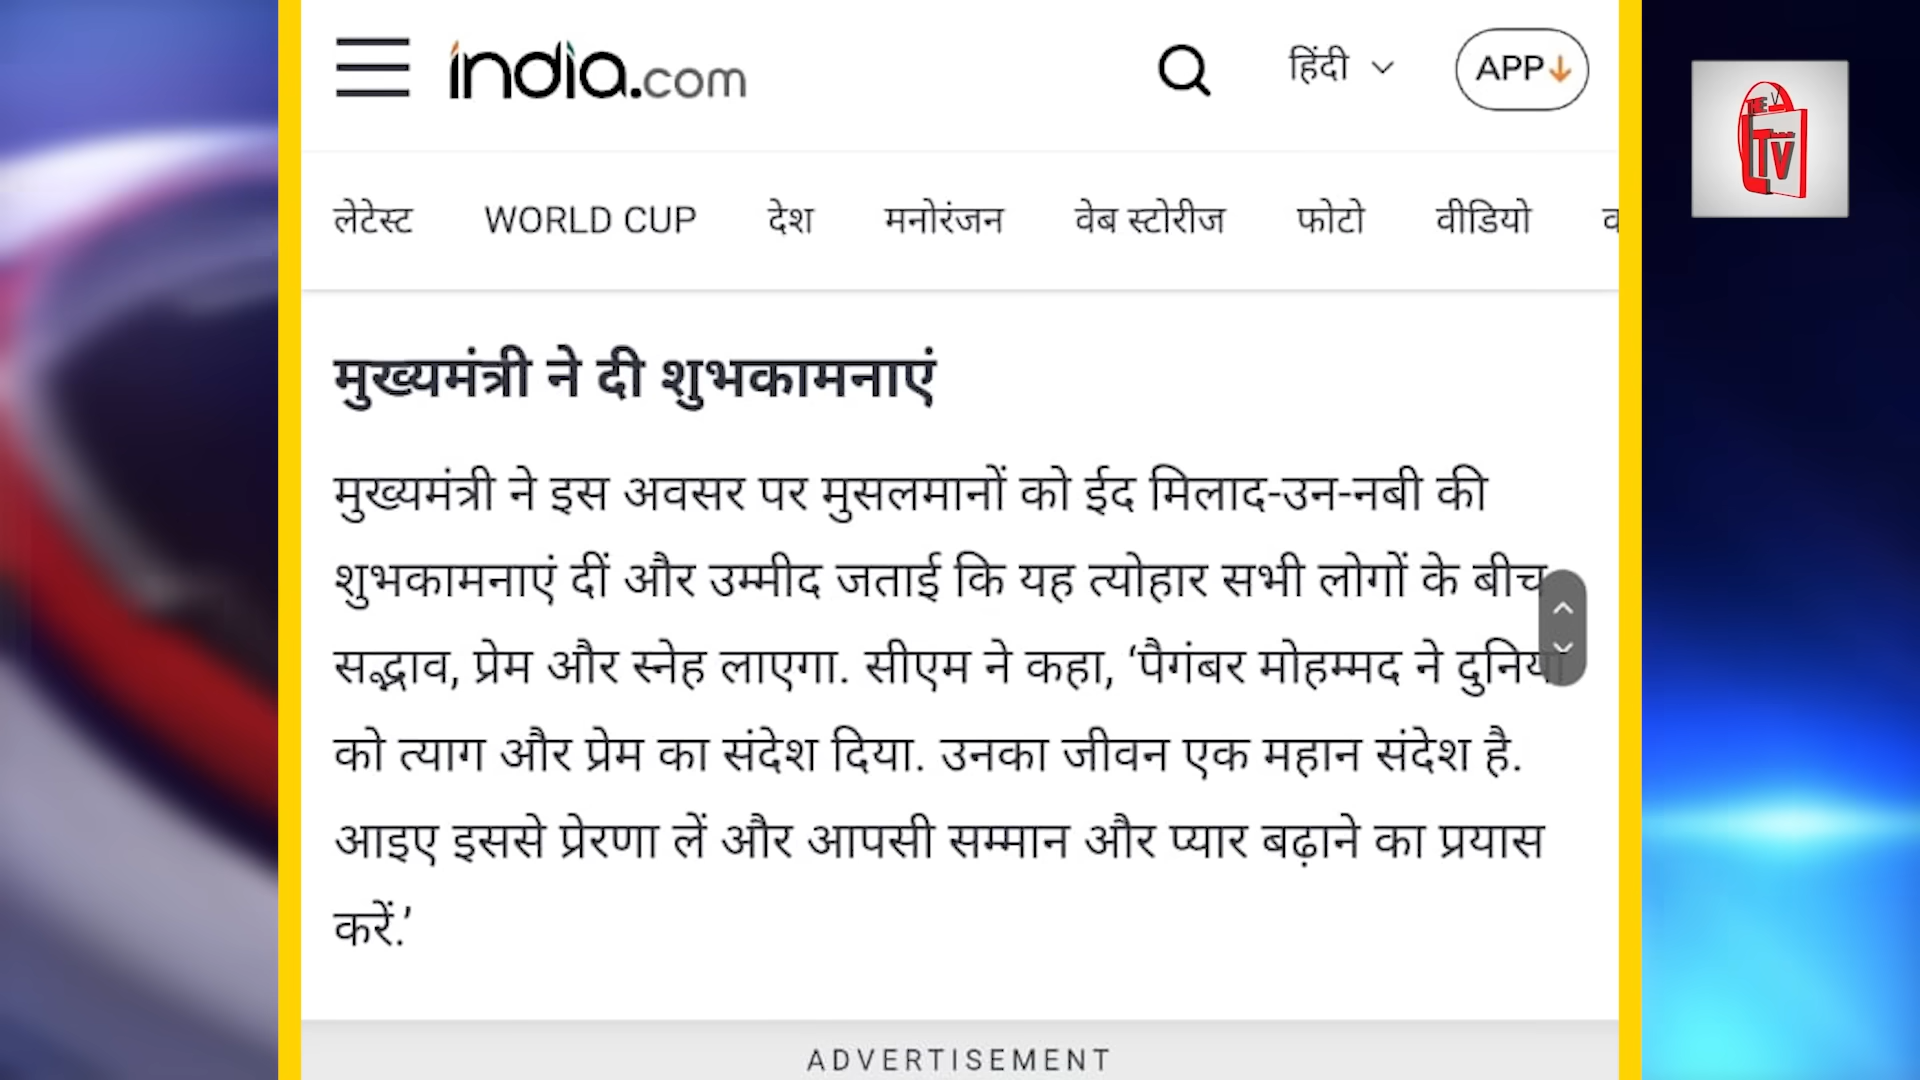 india.com
हिंदी
APP
लेटेस्ट WORLD CUP देश मनोरंजन वेब स्टोरीज फोटो वीडियो
THE
TV
मुख्यमंत्री ने दी शुभकामनाएं
मुख्यमंत्री ने इस अवसर पर मुसलमानों को ईद मिलाद-उन-नबी की
शुभकामनाएं दीं और उम्मीद जताई कि यह त्योहार सभी लोगों के बीच
सद्भाव, प्रेम और स्नेह लाएगा. सीएम ने कहा, ‘पैगंबर मोहम्मद ने दुनिया
को त्याग और प्रेम का संदेश दिया. उनका जीवन एक महान संदेश है.
आइए इससे प्रेरणा लें और आपसी सम्मान और प्यार बढ़ाने का प्रयास
करें.’
ADVERTISEMENT